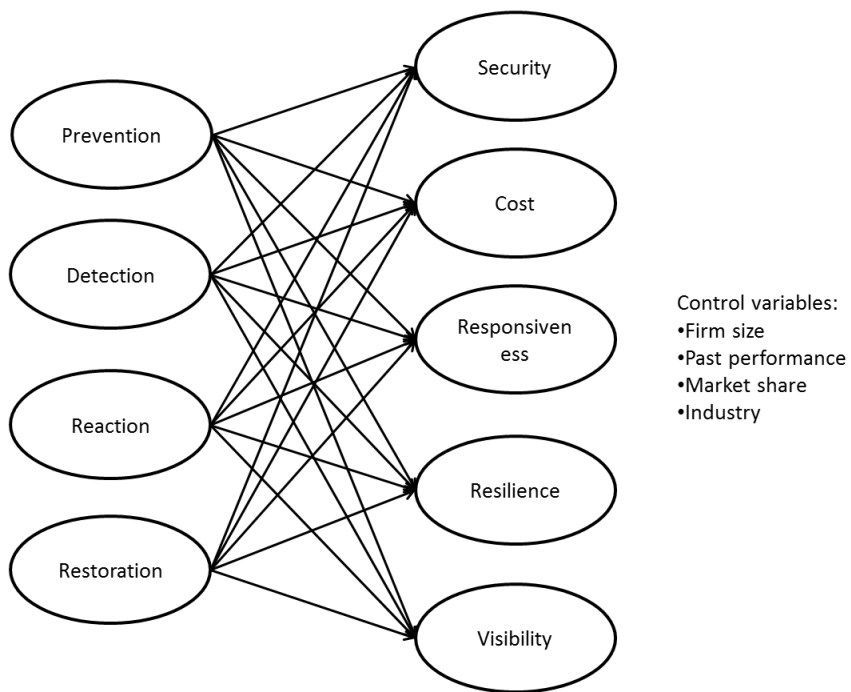 Prevention
Detection
Reaction
Restoration
Security
Cost
Responsiven
ess
Resilience
Visibility
Control variables:
•Firm size
•Past performance
•Market share
•Industry